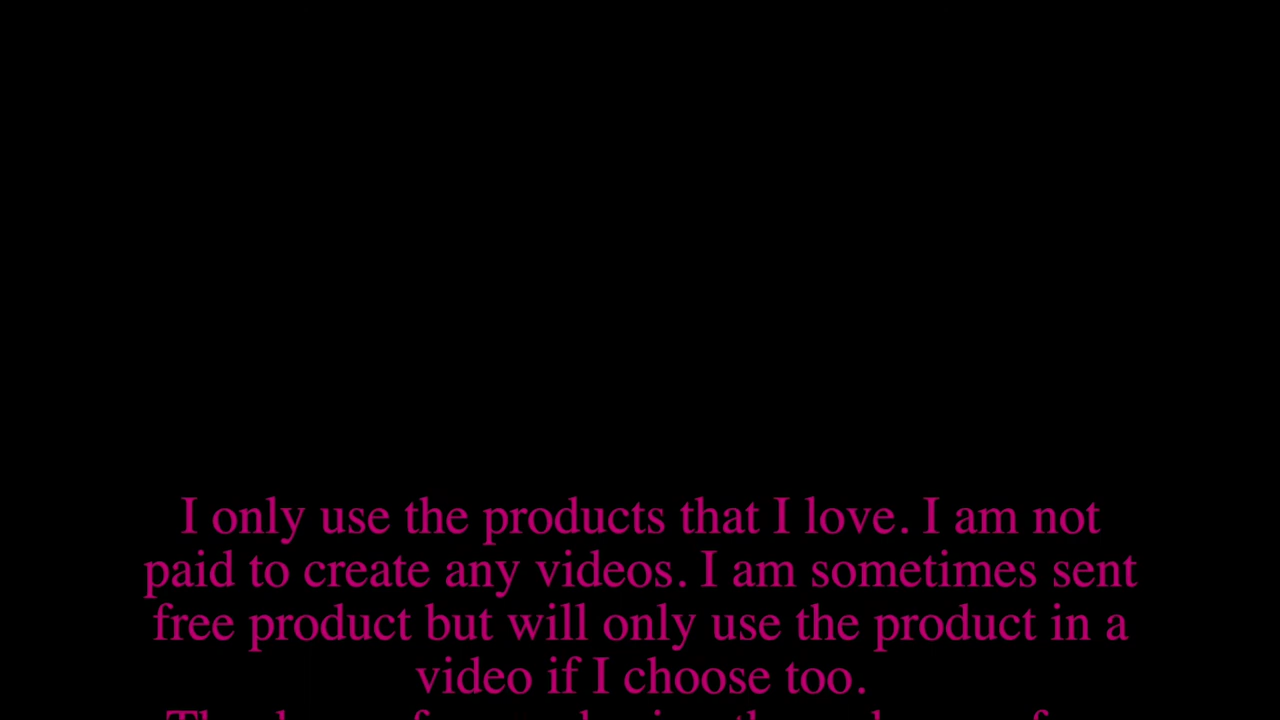 I only use the products that I love. I am not
paid to create any videos. I am sometimes sent
free product but will only use the product in a
video if I choose too.